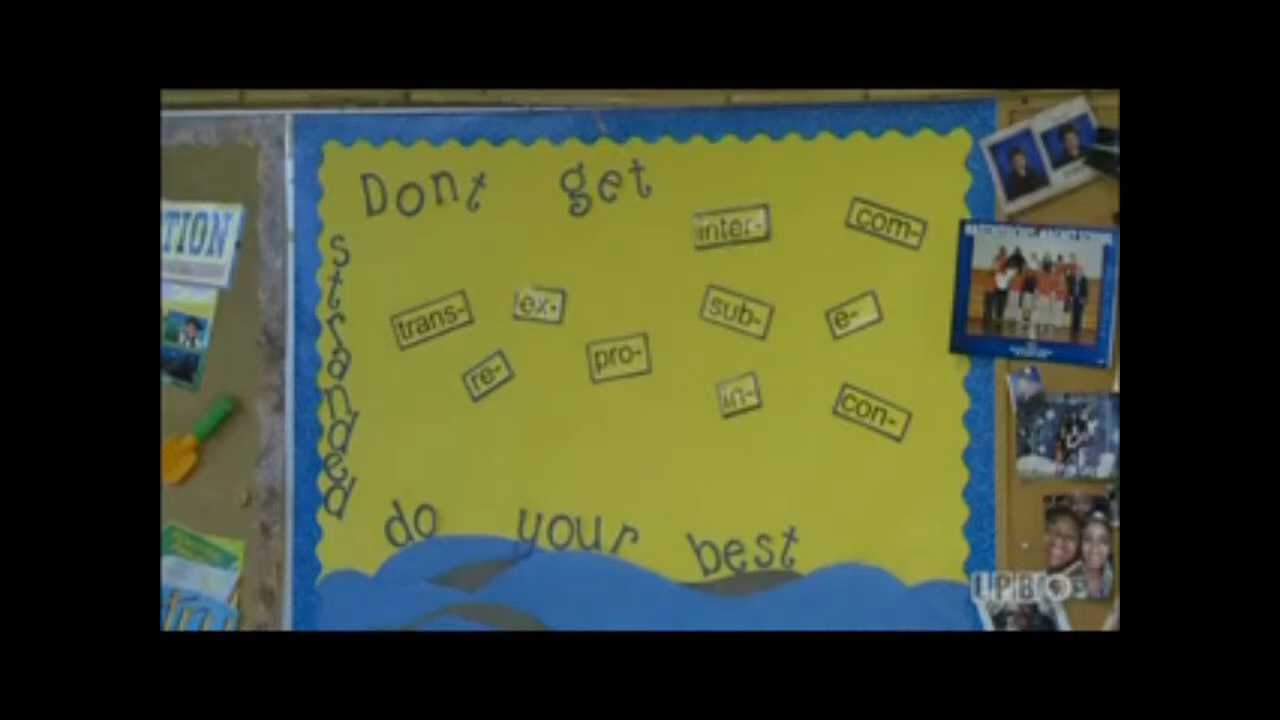 Dont get
stranded
inter-
com-
trans-
ex-
sub-
e-
re-
pro-
in-
con-
do your best
TION
LPB